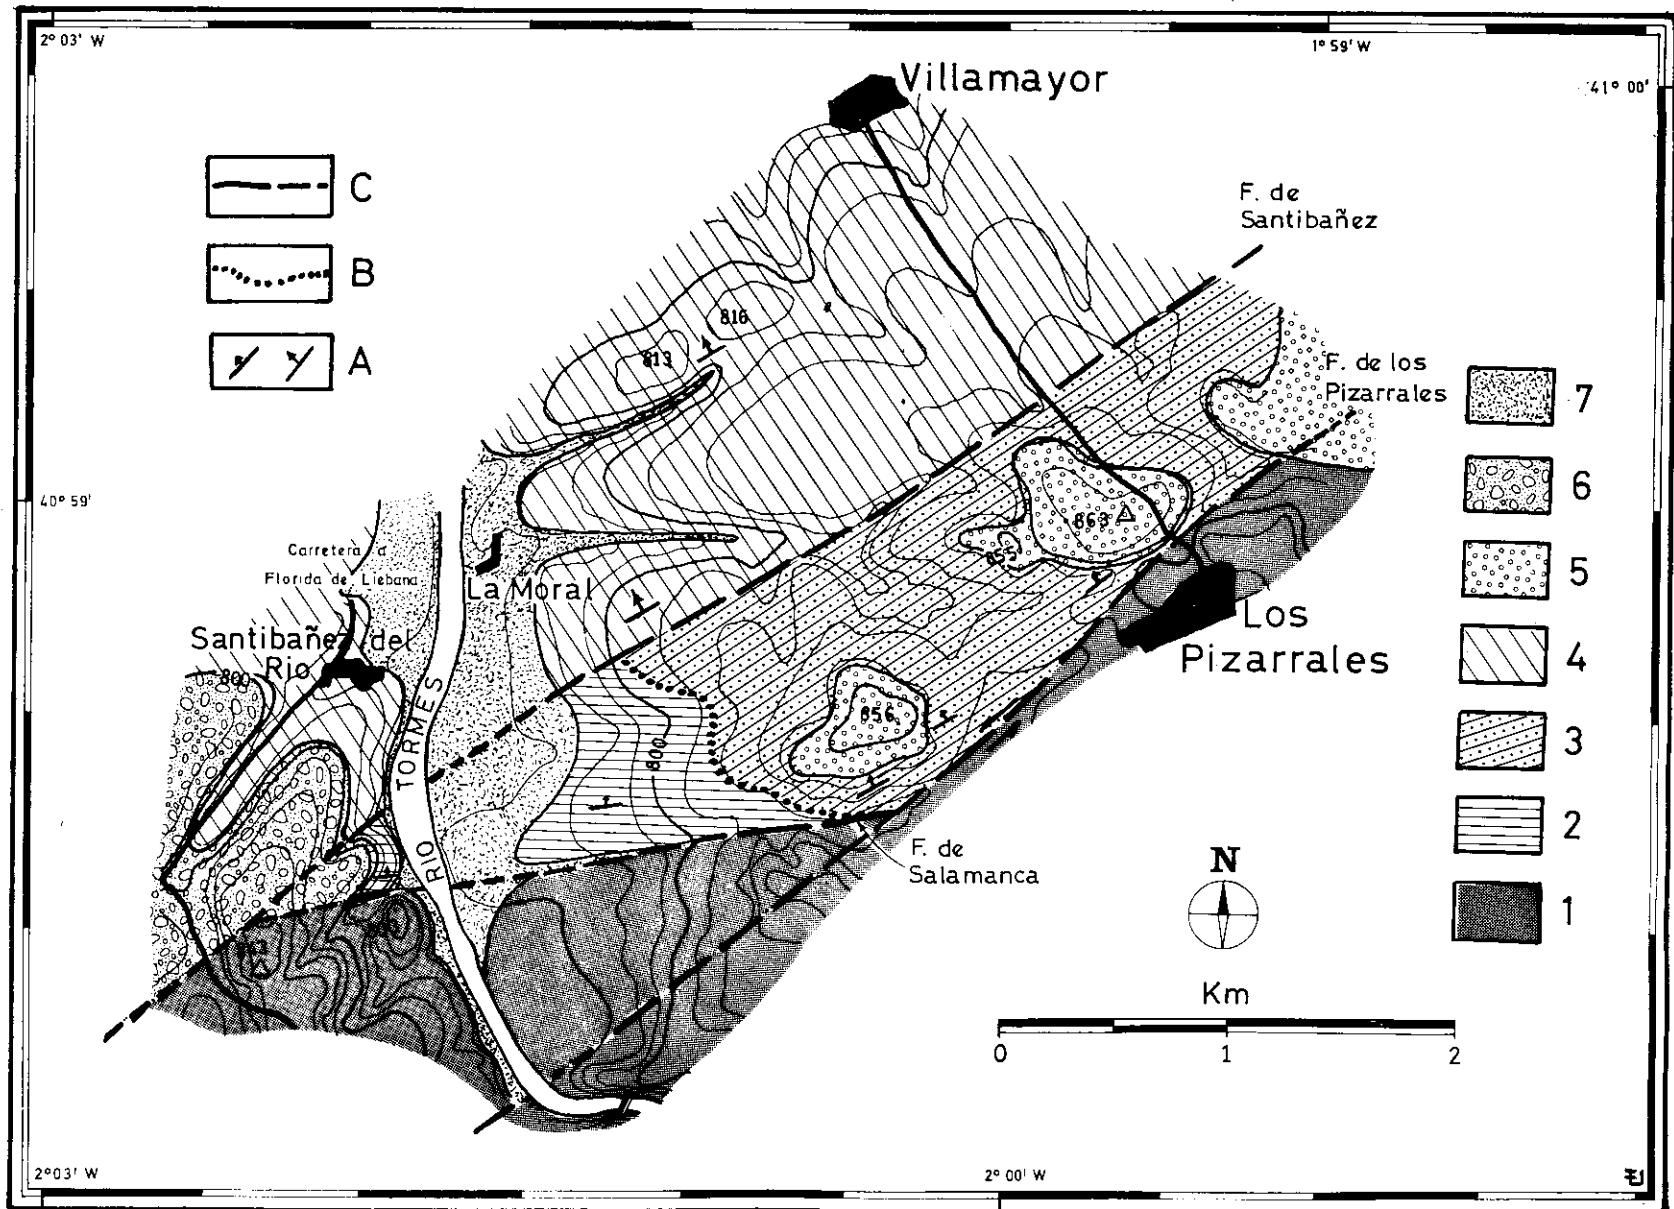 2° 03' W
1° 59' W
41° 00'
Villamayor
C
B
A
F. de
Santibañez
816
813
F. de los
Pizarrales
7
6
5
4
3
2
1
40° 59'
863
855
Carretera a
Florida de Liebana
La Moral
Santibañez del
Rio
800
Los
Pizarrales
RIO TORMES
856
800
F. de
Salamanca
N
Km
0 1 2
2° 03' W
2° 00' W